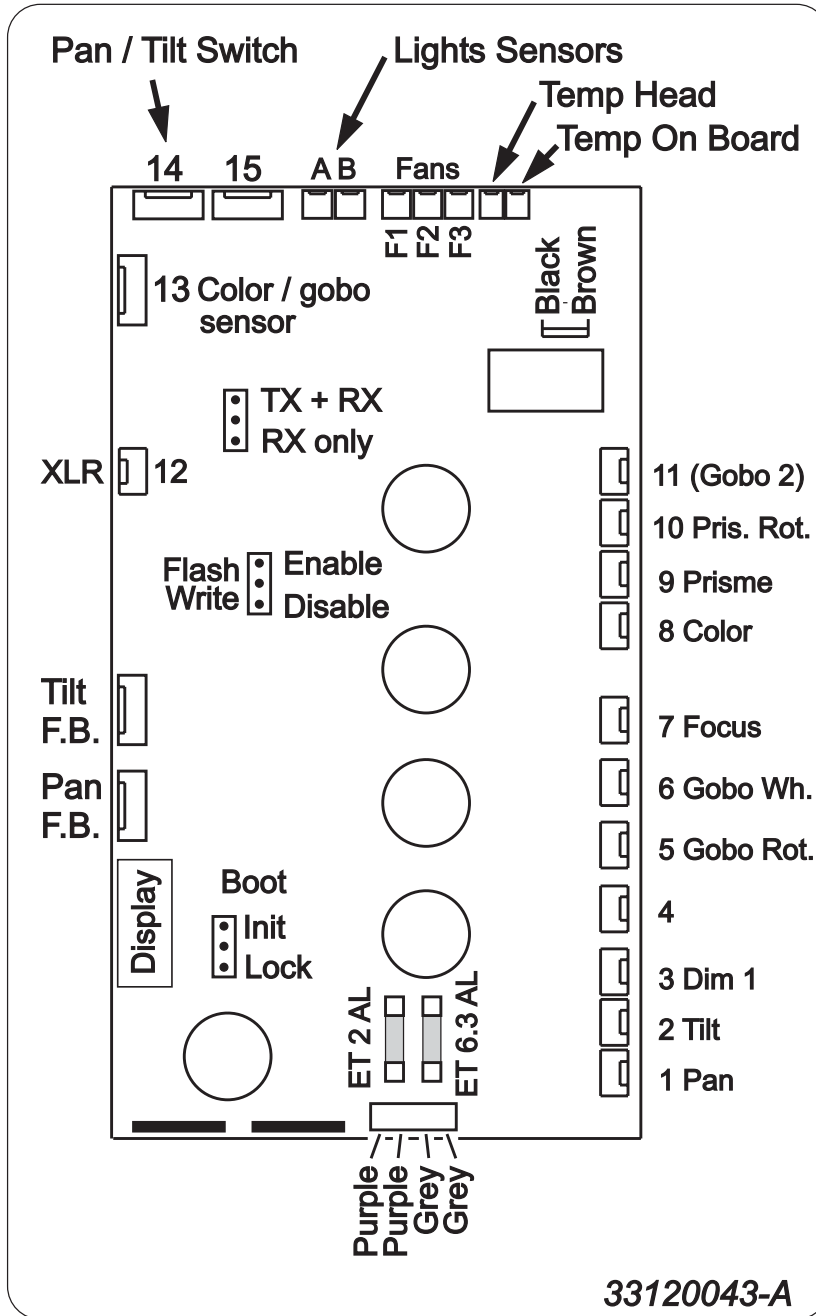 Pan / Tilt Switch
Lights Sensors
Temp Head
Temp On Board
14
15
A B
Fans
F1
F2
F3
Black
Brown
13 Color / gobo
sensor
TX + RX
RX only
XLR
12
11 (Gobo 2)
10 Pris. Rot.
Flash
Write
Enable
Disable
9 Prisme
8 Color
Tilt
F.B.
7 Focus
Pan
F.B.
6 Gobo Wh.
5 Gobo Rot.
Display
Boot
Init
Lock
4
3 Dim 1
2 Tilt
1 Pan
ET 2 AL
ET 6.3 AL
Purple
Purple
Grey
Grey
33120043-A